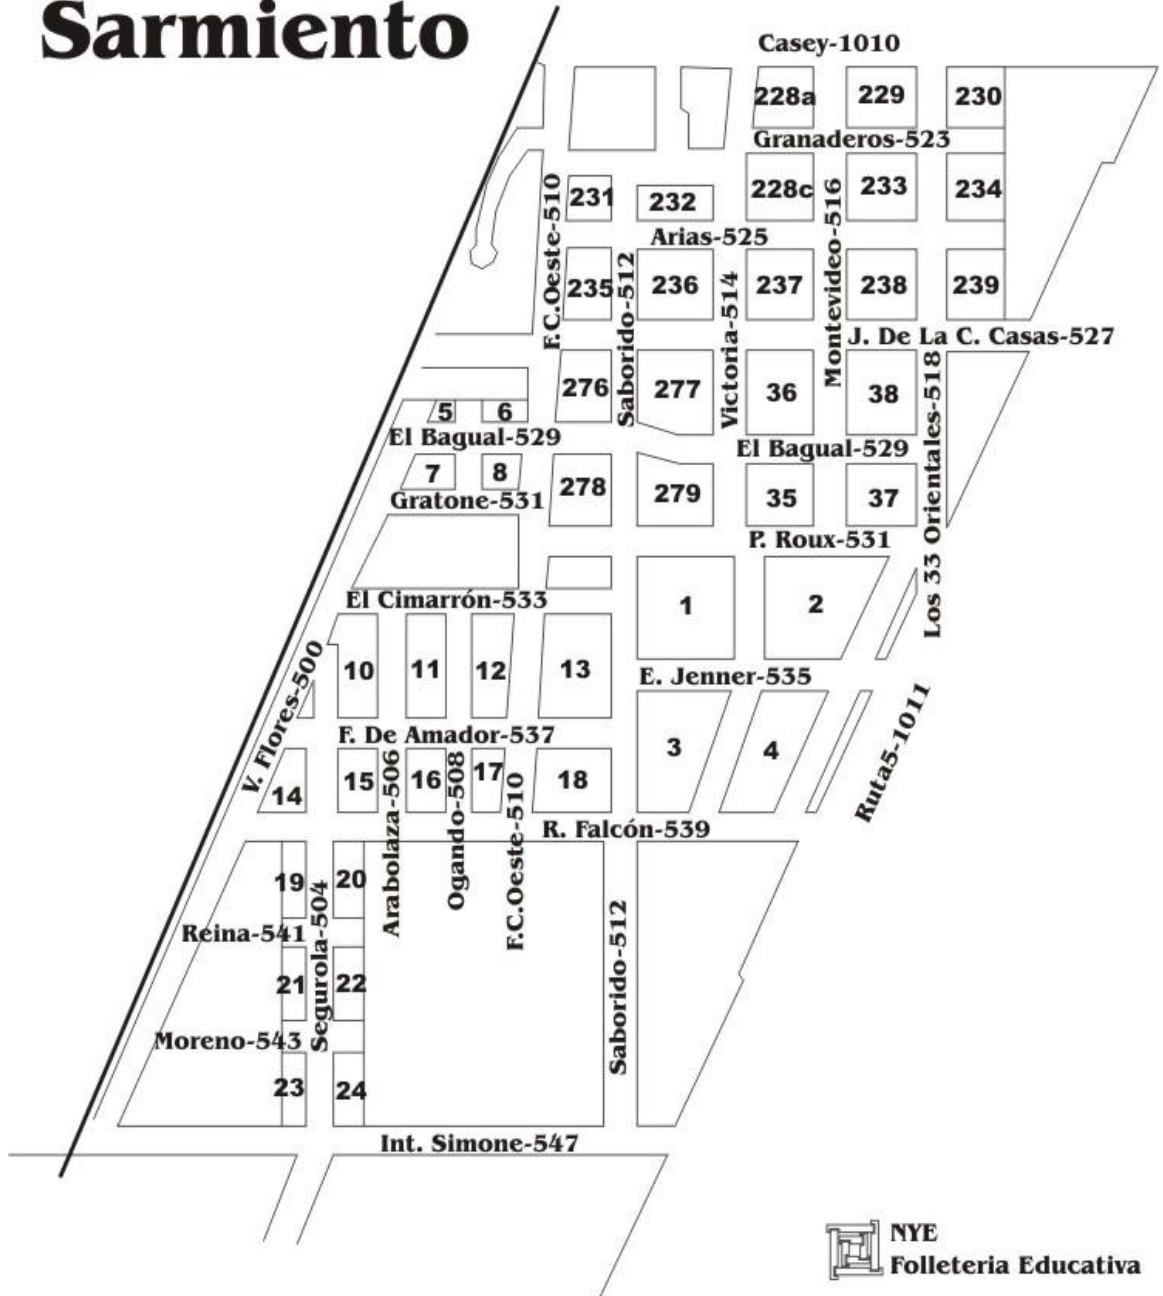 Sarmiento
Casey-1010
228a 229 230
Granaderos-523
231 232 228c 233 234
Arias-525
235 236 237 238 239
F.C.Oeste-510
Saborido-512
Victoria-514
Montevideo-516
J. De La C. Casas-527
276 277 36 38
Los 33 Orientales-518
5 6
El Bagual-529
El Bagual-529
7 8 278 279 35 37
Gratone-531
P. Roux-531
1 2
El Cimarrón-533
10 11 12 13
E. Jenner-535
V. Flores-500
F. De Amador-537
3 4
Ruta5-1011
14 15 16 17 18
Arabolaza-506
Ogando-508
F.C.Oeste-510
R. Falcón-539
19 20
Segurola-504
Reina-541
21 22
Saborido-512
Moreno-543
23 24
Int. Simone-547
NYE
Folleteria Educativa